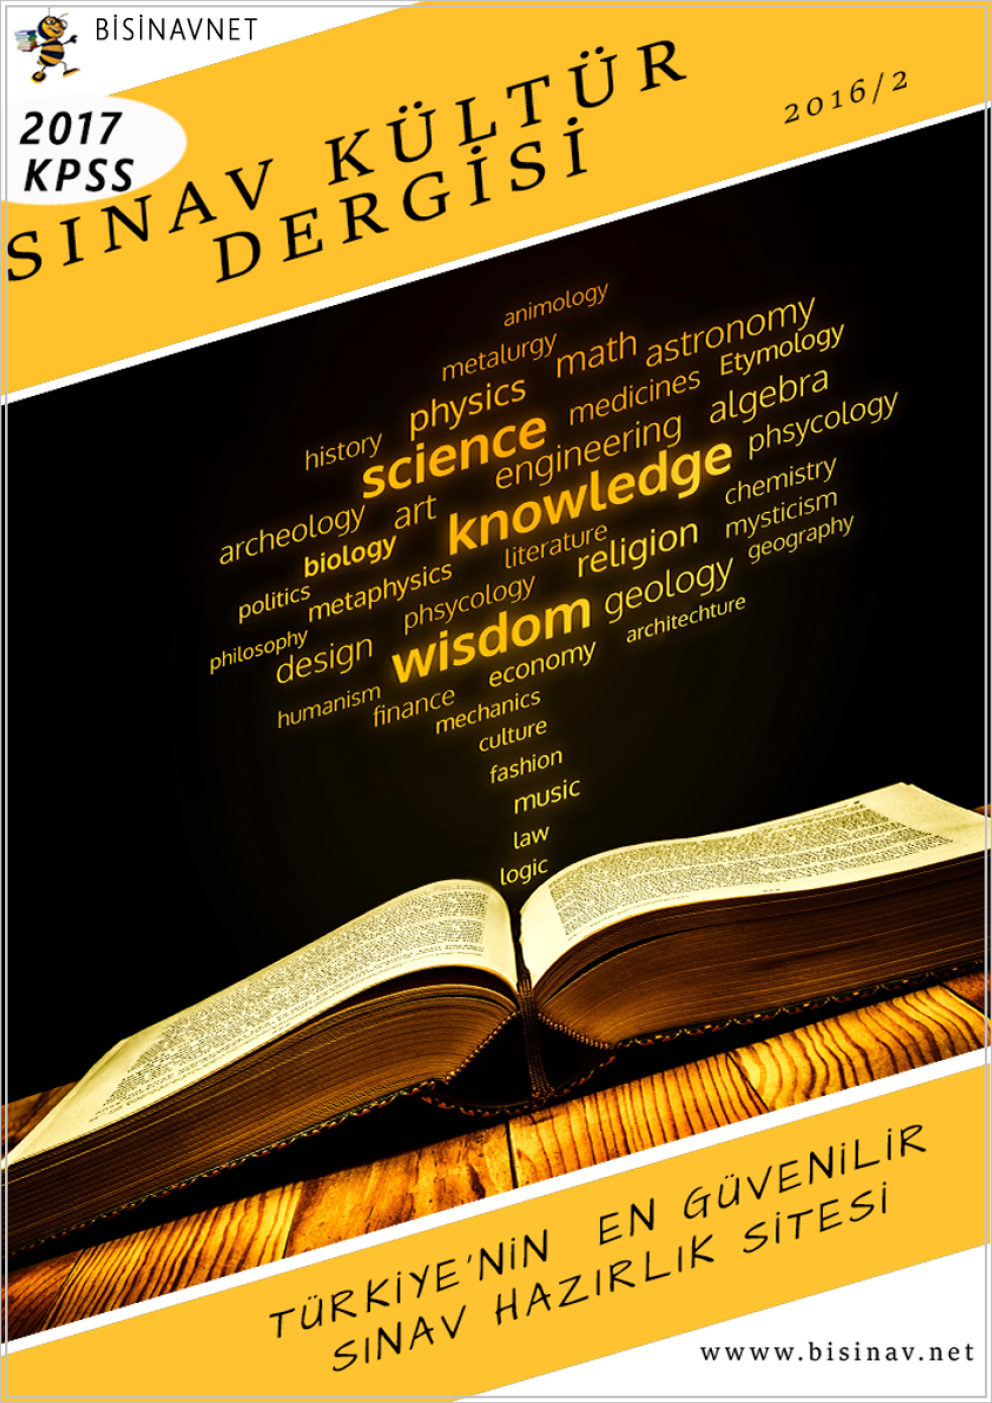 BİSİNAVNET
2017
KPSS
SINAV KÜLTÜR
DERGİSİ
2016/2
animology
metalurgy
math
astronomy
physics
medicines
Etymology
history
science
engineering
algebra
archeology
art
knowledge
phsycology
biology
literature
chemistry
politics
metaphysics
religion
mysticism
philosophy
phsycology
geology
geography
design
wisdom
architechture
humanism
finance
economy
mechanics
culture
fashion
music
law
logic
TÜRKİYE'NİN EN GÜVENİLİR
SINAV HAZIRLIK SİTESİ
wwww.bisinav.net